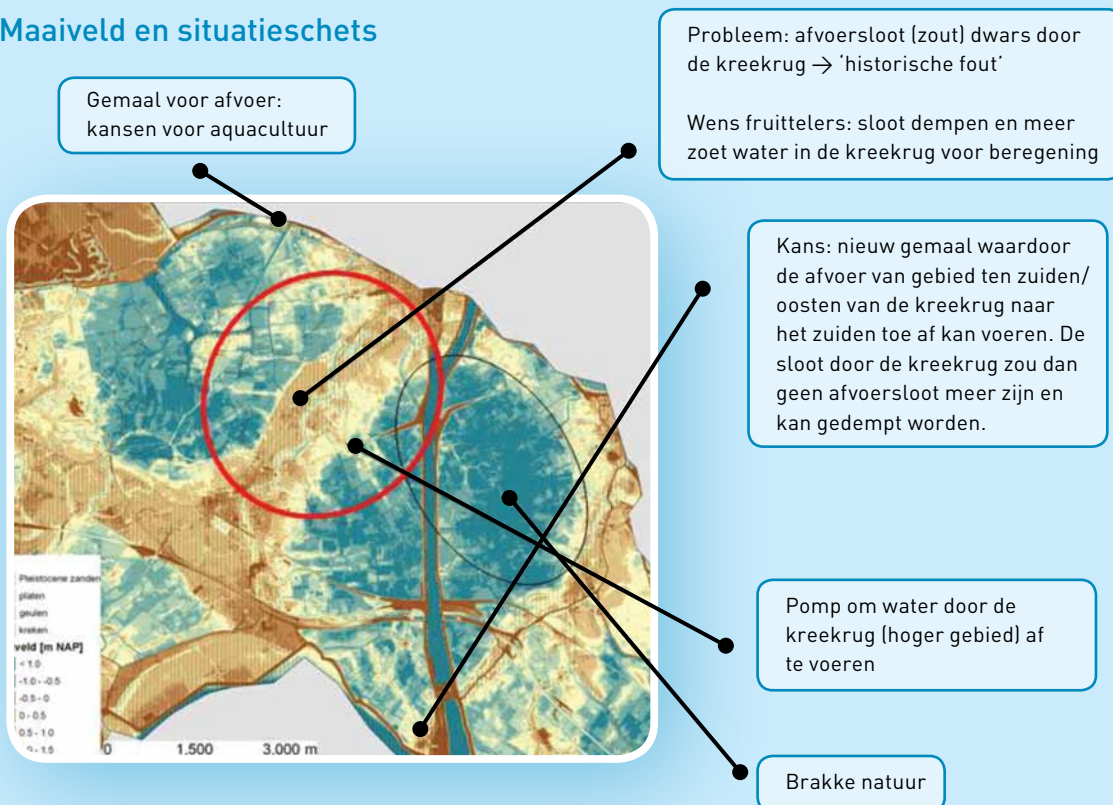 Maaiveld en situatieschets
Gemaal voor afvoer:
kansen voor aquacultuur
Probleem: afvoersloot (zout) dwars door
de kreekrug → ‘historische fout’
Wens fruittelers: sloot dempen en meer
zoet water in de kreekrug voor beregening
Kans: nieuw gemaal waardoor
de afvoer van gebied ten zuiden/
oosten van de kreekrug naar
het zuiden toe af kan voeren. De
sloot door de kreekrug zou dan
geen afvoersloot meer zijn en
kan gedempt worden.
Pomp om water door de
kreekrug (hoger gebied) af
te voeren
Brakke natuur
Pleistocene zanden
platen
geulen
kreken
veld [m NAP]
< 1.0
-1.0 - -0.5
-0.5 - 0
0 - 0.5
0.5 - 1.0
0 1.500 3.000 m